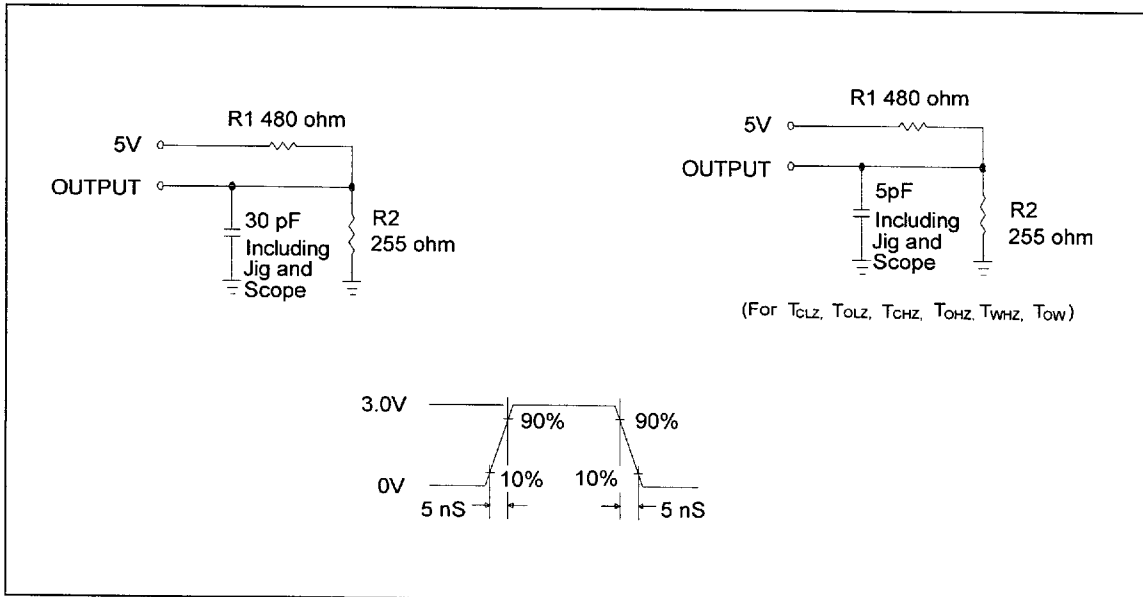 R1 480 ohm
5V
OUTPUT
30 pF
Including
Jig and
Scope
R2
255 ohm
R1 480 ohm
5V
OUTPUT
5pF
Including
Jig and
Scope
R2
255 ohm
(For TCLZ, TOLZ, TCHZ, TOHZ, TWHZ, TOW)
3.0V
90%
90%
10%
10%
0V
5 nS
5 nS